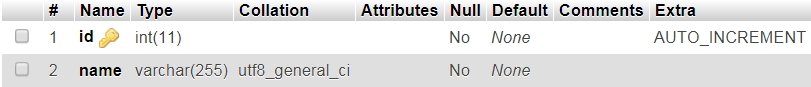 # Name Type Collation Attributes Null Default Comments Extra
1 id int(11) No None AUTO_INCREMENT
2 name varchar(255) utf8_general_ci No None